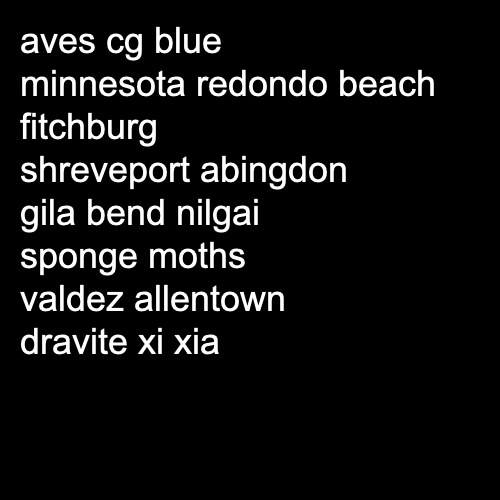 aves cg blue
minnesota redondo beach
fitchburg
shreveport abingdon
gila bend nilgai
sponge moths
valdez allentown
dravite xi xia